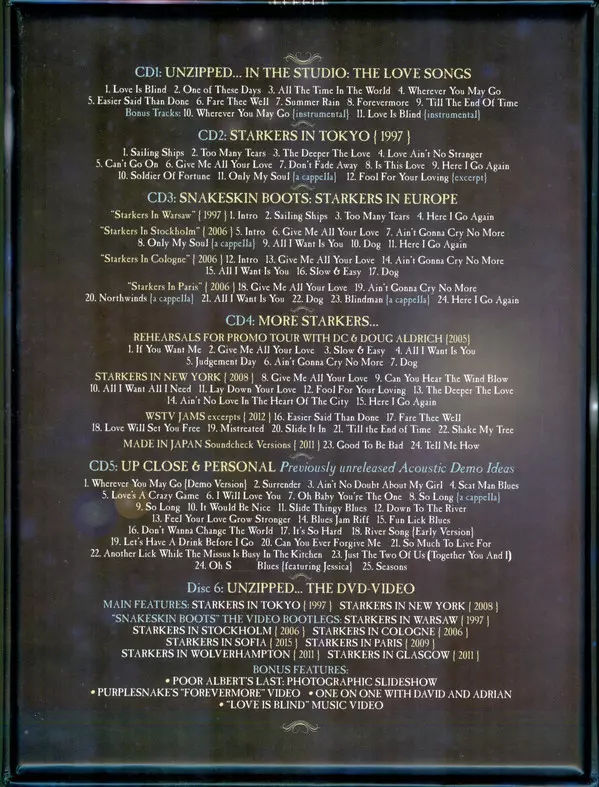 CD1: UNZIPPED... IN THE STUDIO: THE LOVE SONGS
1. Love Is Blind 2. One of These Days 3. All The Time In The World 4. Wherever You May Go
5. Easier Said Than Done 6. Fare Thee Well 7. Summer Rain 8. Forevermore 9. 'Till The End Of Time
Bonus Tracks: 10. Wherever You May Go {instrumental} 11. Love Is Blind {instrumental}
CD2: STARKERS IN TOKYO { 1997 }
1. Sailing Ships 2. Too Many Tears 3. The Deeper The Love 4. Love Ain't No Stranger
5. Can't Go On 6. Give Me All Your Love 7. Don't Fade Away 8. Is This Love 9. Here I Go Again
10. Soldier Of Fortune 11. Only My Soul {a cappella} 12. Fool For Your Loving {excerpt}
CD3: SNAKESKIN BOOTS: STARKERS IN EUROPE
"Starkers In Warsaw" { 1997 } 1. Intro 2. Sailing Ships 3. Too Many Tears 4. Here I Go Again
"Starkers In Stockholm" { 2006 } 5. Intro 6. Give Me All Your Love 7. Ain't Gonna Cry No More
8. Only My Soul {a cappella} 9. All I Want Is You 10. Dog 11. Here I Go Again
"Starkers In Cologne" { 2006 } 12. Intro 13. Give Me All Your Love 14. Ain't Gonna Cry No More
15. All I Want Is You 16. Slow & Easy 17. Dog
"Starkers In Paris" { 2006 } 18. Give Me All Your Love 19. Ain't Gonna Cry No More
20. Northwinds {a cappella} 21. All I Want Is You 22. Dog 23. Blindman {a cappella} 24. Here I Go Again
CD4: MORE STARKERS...
REHEARSALS FOR PROMO TOUR WITH DC & DOUG ALDRICH {2005}
1. If You Want Me 2. Give Me All Your Love 3. Slow & Easy 4. All I Want Is You
5. Judgement Day 6. Ain't Gonna Cry No More 7. Dog
STARKERS IN NEW YORK { 2008 } 8. Give Me All Your Love 9. Can You Hear The Wind Blow
10. All I Want All I Need 11. Lay Down Your Love 12. Fool For Your Loving 13. The Deeper The Love
14. Ain't No Love In The Heart Of The City 15. Here I Go Again
WSTV JAMS excerpts { 2012 } 16. Easier Said Than Done 17. Fare Thee Well
18. Love Will Set You Free 19. Mistreated 20. Slide It In 21. 'Till the End of Time 22. Shake My Tree
MADE IN JAPAN Soundcheck Versions { 2011 } 23. Good To Be Bad 24. Tell Me How
CD5: UP CLOSE & PERSONAL Previously unreleased Acoustic Demo Ideas
1. Wherever You May Go {Demo Version} 2. Surrender 3. Ain't No Doubt About My Girl 4. Scat Man Blues
5. Love's A Crazy Game 6. I Will Love You 7. Oh Baby You're The One 8. So Long {a cappella}
9. So Long 10. It Would Be Nice 11. Slide Thingy Blues 12. Down To The River
13. Feel Your Love Grow Stronger 14. Blues Jam Riff 15. Fun Lick Blues
16. Don't Wanna Change The World 17. It's So Hard 18. River Song {Early Version}
19. Let's Have A Drink Before I Go 20. Can You Ever Forgive Me 21. So Much To Live For
22. Another Lick While The Missus Is Busy In The Kitchen 23. Just The Two Of Us {Together You And I}
24. Oh S____ Blues {featuring Jessica} 25. Seasons
Disc 6: UNZIPPED... THE DVD-VIDEO
MAIN FEATURES: STARKERS IN TOKYO { 1997 } STARKERS IN NEW YORK { 2008 }
"SNAKESKIN BOOTS" THE VIDEO BOOTLEGS: STARKERS IN WARSAW { 1997 }
STARKERS IN STOCKHOLM { 2006 } STARKERS IN COLOGNE { 2006 }
STARKERS IN SOFIA { 2015 } STARKERS IN PARIS { 2009 }
STARKERS IN WOLVERHAMPTON { 2011 } STARKERS IN GLASGOW { 2011 }
BONUS FEATURES:
• POOR ALBERT'S LAST: PHOTOGRAPHIC SLIDESHOW
• PURPLESNAKE'S "FOREVERMORE" VIDEO • ONE ON ONE WITH DAVID AND ADRIAN
• "LOVE IS BLIND" MUSIC VIDEO